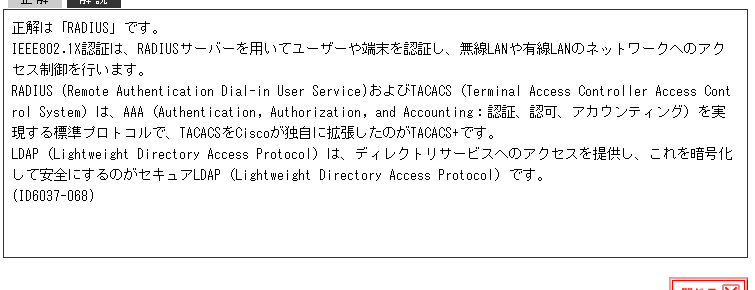 正解 解説
正解は「RADIUS」です。
IEEE802.1X認証は、RADIUSサーバーを用いてユーザーや端末を認証し、無線LANや有線LANのネットワークへのアク
セス制御を行います。
RADIUS (Remote Authentication Dial-in User Service)およびTACACS (Terminal Access Controller Access Cont
rol System) は、AAA (Authentication, Authorization, and Accounting：認証、認可、アカウンティング) を実
現する標準プロトコルで、TACACSをCiscoが独自に拡張したのがTACACS+です。
LDAP (Lightweight Directory Access Protocol) は、ディレクトリサービスへのアクセスを提供し、これを暗号化
して安全にするのがセキュアLDAP (Lightweight Directory Access Protocol) です。
(ID6037-068)